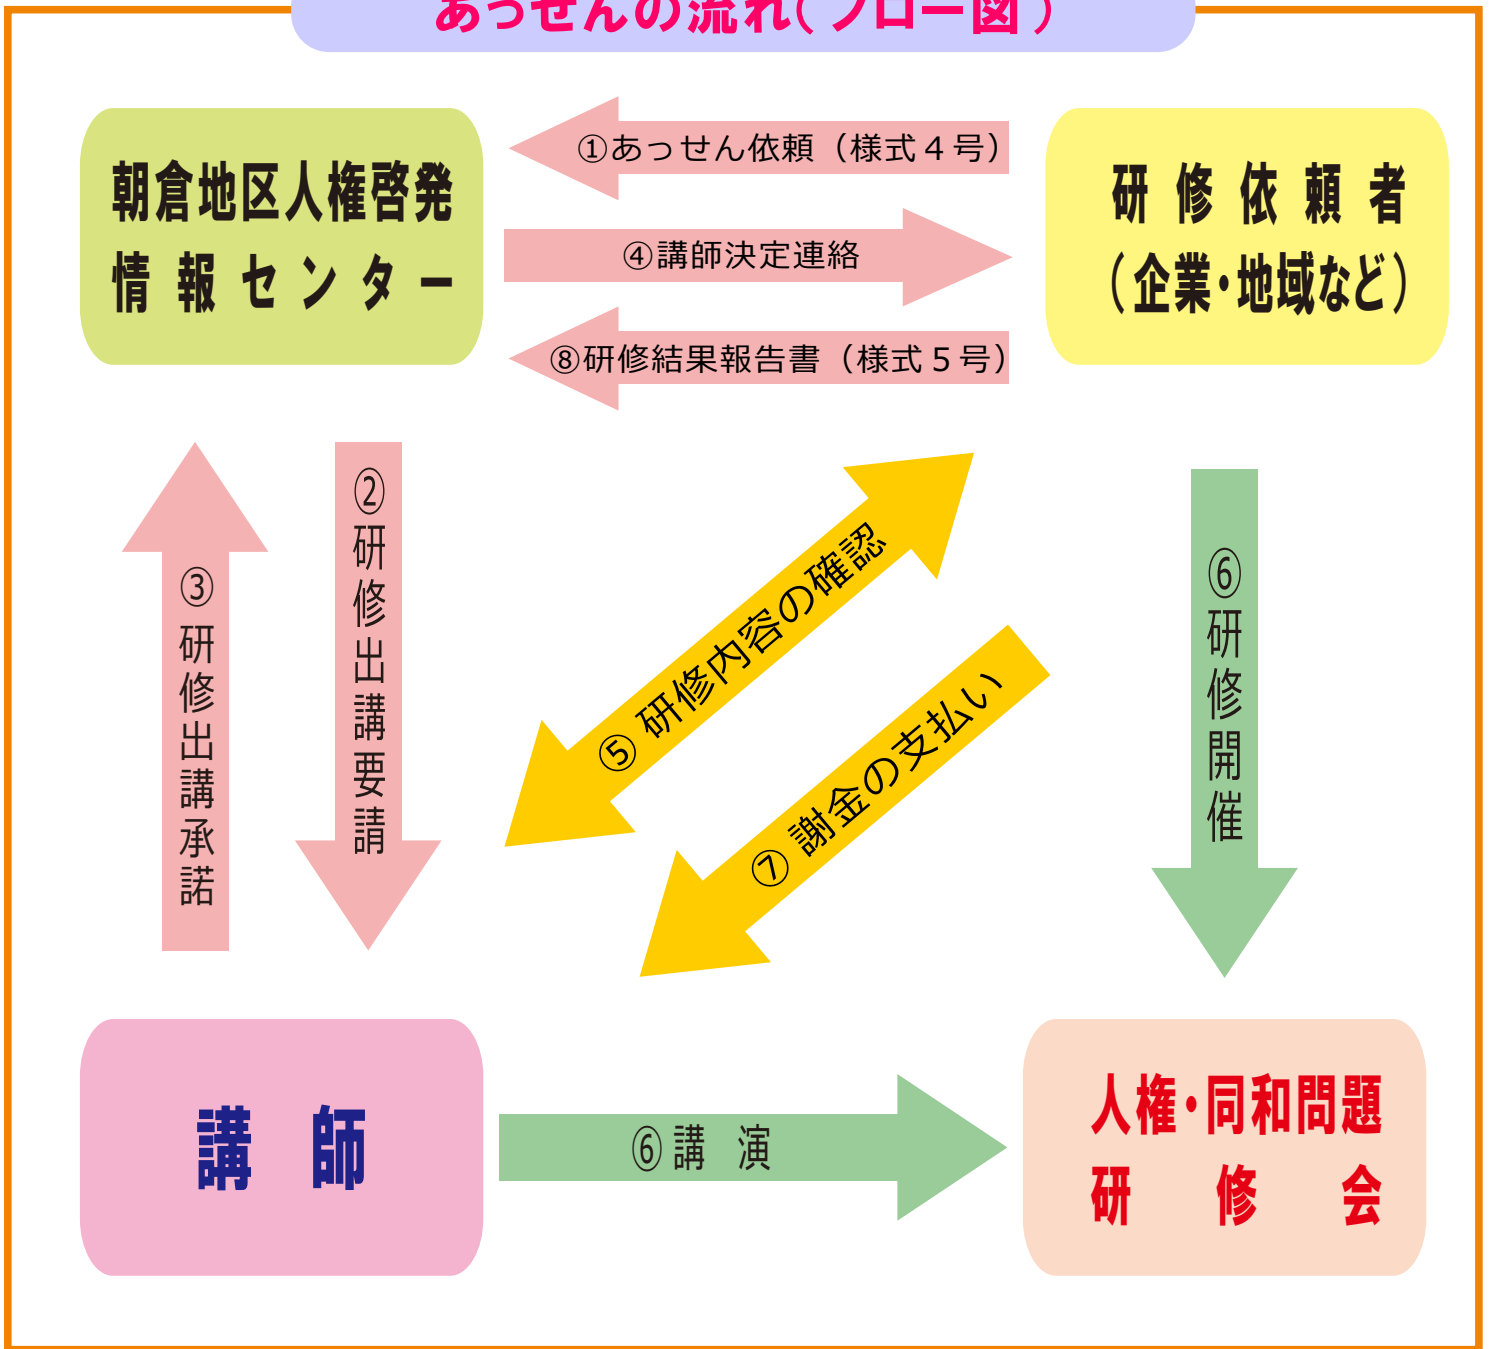 あっせんの流れ(フロー図)
朝倉地区人権啓発
情報センター
①あっせん依頼（様式４号）
④講師決定連絡
⑧研修結果報告書（様式５号）
研修依頼者
（企業・地域など）
③研修出講承諾
②研修出講要請
⑤ 研修内容の確認
⑦ 謝金の支払い
⑥研修開催
講師
⑥講 演
人権・同和問題
研修会